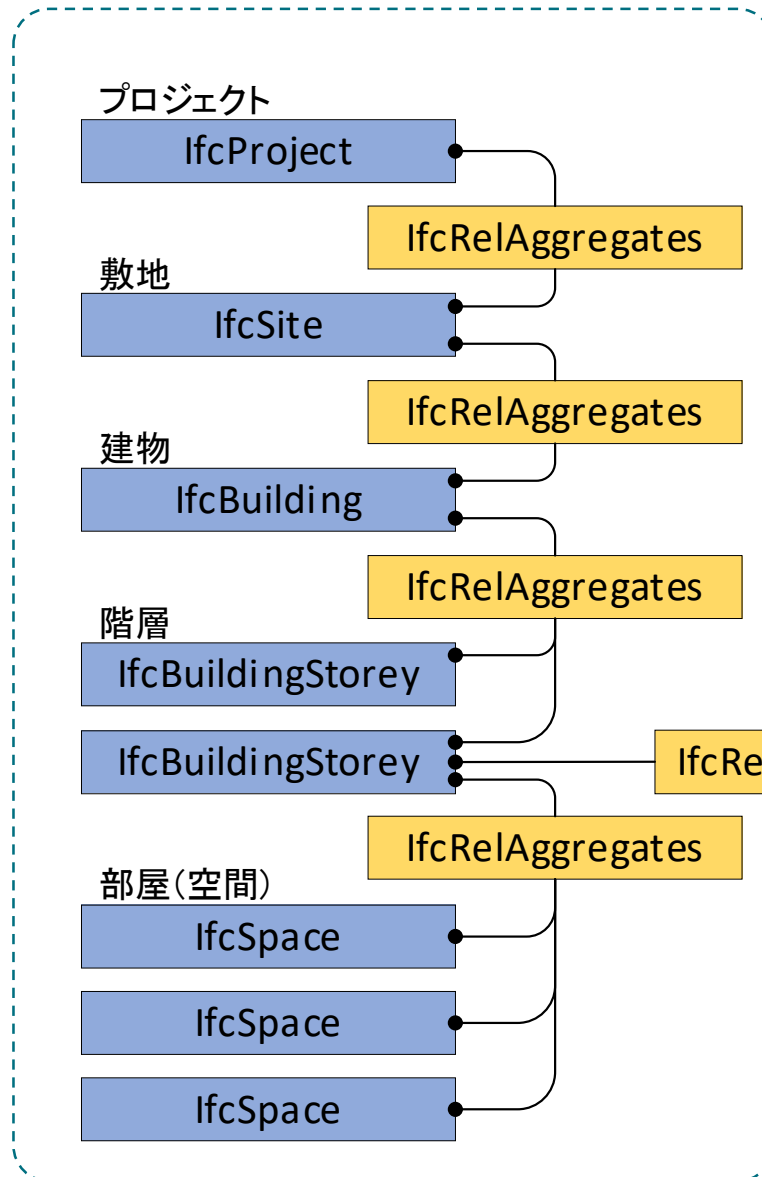 プロジェクト
IfcProject
IfcRelAggregates
敷地
IfcSite
IfcRelAggregates
建物
IfcBuilding
IfcRelAggregates
階層
IfcBuildingStorey
IfcBuildingStorey
IfcRe
IfcRelAggregates
部屋(空間)
IfcSpace
IfcSpace
IfcSpace